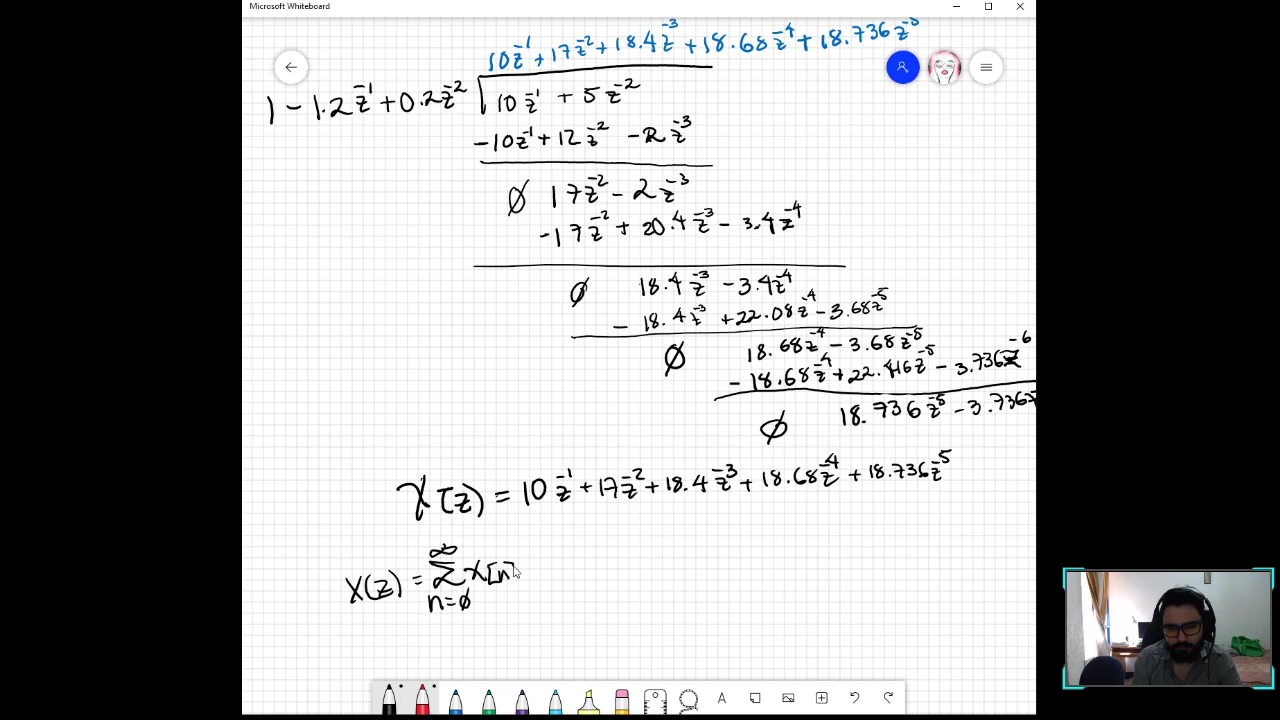 Microsoft Whiteboard
10z⁻¹ + 17z⁻² + 18.4z⁻³ + 18.68z⁻⁴ + 18.736z⁻⁵
1 - 1.2z⁻¹ + 0.2z⁻² 10z⁻¹ + 5z⁻²
-10z⁻¹ + 12z⁻² - 2z⁻³
∅ 17z⁻² - 2z⁻³
-17z⁻² + 20.4z⁻³ - 3.4z⁻⁴
∅ 18.4z⁻³ - 3.4z⁻⁴
- 18.4z⁻³ + 22.08z⁻⁴ - 3.68z⁻⁵
∅ 18.68z⁻⁴ - 3.68z⁻⁵
- 18.68z⁻⁴ + 22.416z⁻⁵ - 3.736z⁻⁶
∅ 18.736z⁻⁵ - 3.736z
X(z) = 10z⁻¹ + 17z⁻² + 18.4z⁻³ + 18.68z⁻⁴ + 18.736z⁻⁵
∞
X(z) = Σ x[n]
n=∅
A